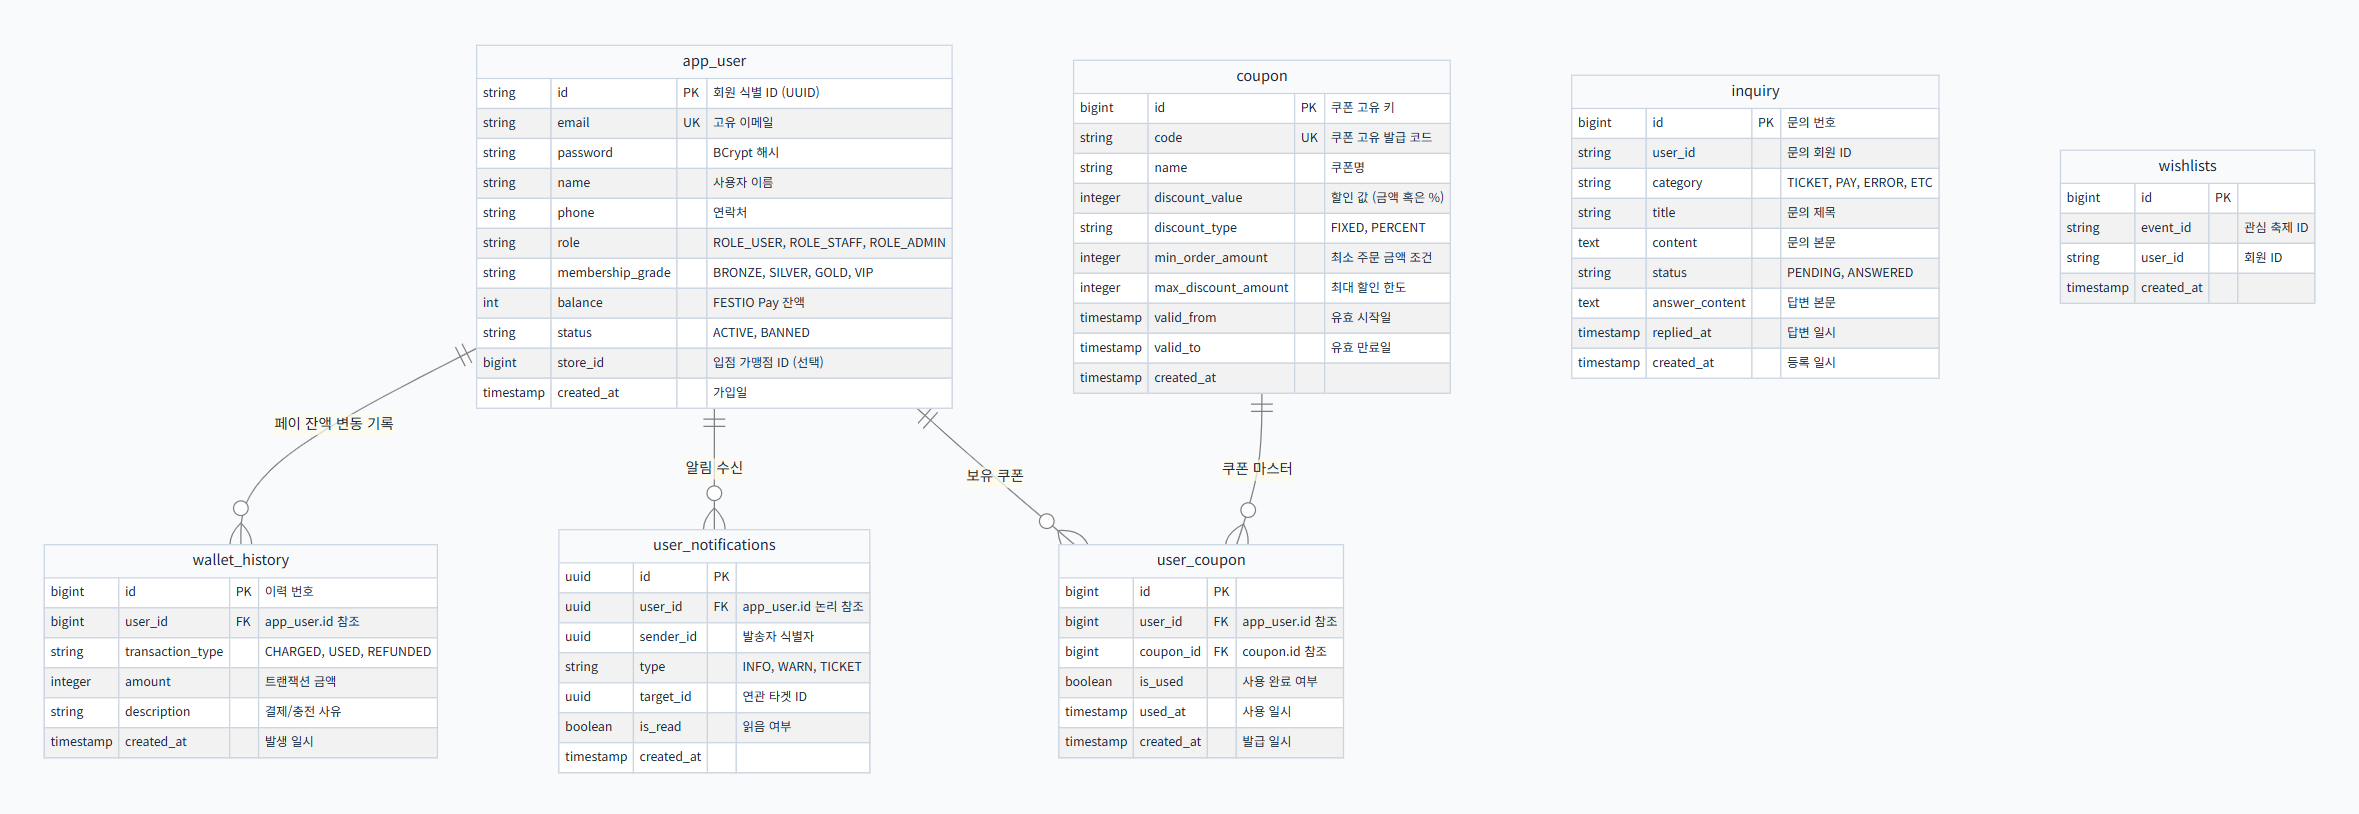 app_user
string id PK 회원 식별 ID (UUID)
string email UK 고유 이메일
string password BCrypt 해시
string name 사용자 이름
string phone 연락처
string role ROLE_USER, ROLE_STAFF, ROLE_ADMIN
string membership_grade BRONZE, SILVER, GOLD, VIP
int balance FESTIO Pay 잔액
string status ACTIVE, BANNED
bigint store_id 입점 가맹점 ID (선택)
timestamp created_at 가입일
coupon
bigint id PK 쿠폰 고유 키
string code UK 쿠폰 고유 발급 코드
string name 쿠폰명
integer discount_value 할인 값 (금액 혹은 %)
string discount_type FIXED, PERCENT
integer min_order_amount 최소 주문 금액 조건
integer max_discount_amount 최대 할인 한도
timestamp valid_from 유효 시작일
timestamp valid_to 유효 만료일
timestamp created_at
inquiry
bigint id PK 문의 번호
string user_id 문의 회원 ID
string category TICKET, PAY, ERROR, ETC
string title 문의 제목
text content 문의 본문
string status PENDING, ANSWERED
text answer_content 답변 본문
timestamp replied_at 답변 일시
timestamp created_at 등록 일시
wishlists
bigint id PK
string event_id 관심 축제 ID
string user_id 회원 ID
timestamp created_at
페이 잔액 변동 기록
알림 수신
보유 쿠폰
쿠폰 마스터
wallet_history
bigint id PK 이력 번호
bigint user_id FK app_user.id 참조
string transaction_type CHARGED, USED, REFUNDED
integer amount 트랜잭션 금액
string description 결제/충전 사유
timestamp created_at 발생 일시
user_notifications
uuid id PK
uuid user_id FK app_user.id 논리 참조
uuid sender_id 발송자 식별자
string type INFO, WARN, TICKET
uuid target_id 연관 타겟 ID
boolean is_read 읽음 여부
timestamp created_at
user_coupon
bigint id PK
bigint user_id FK app_user.id 참조
bigint coupon_id FK coupon.id 참조
boolean is_used 사용 완료 여부
timestamp used_at 사용 일시
timestamp created_at 발급 일시